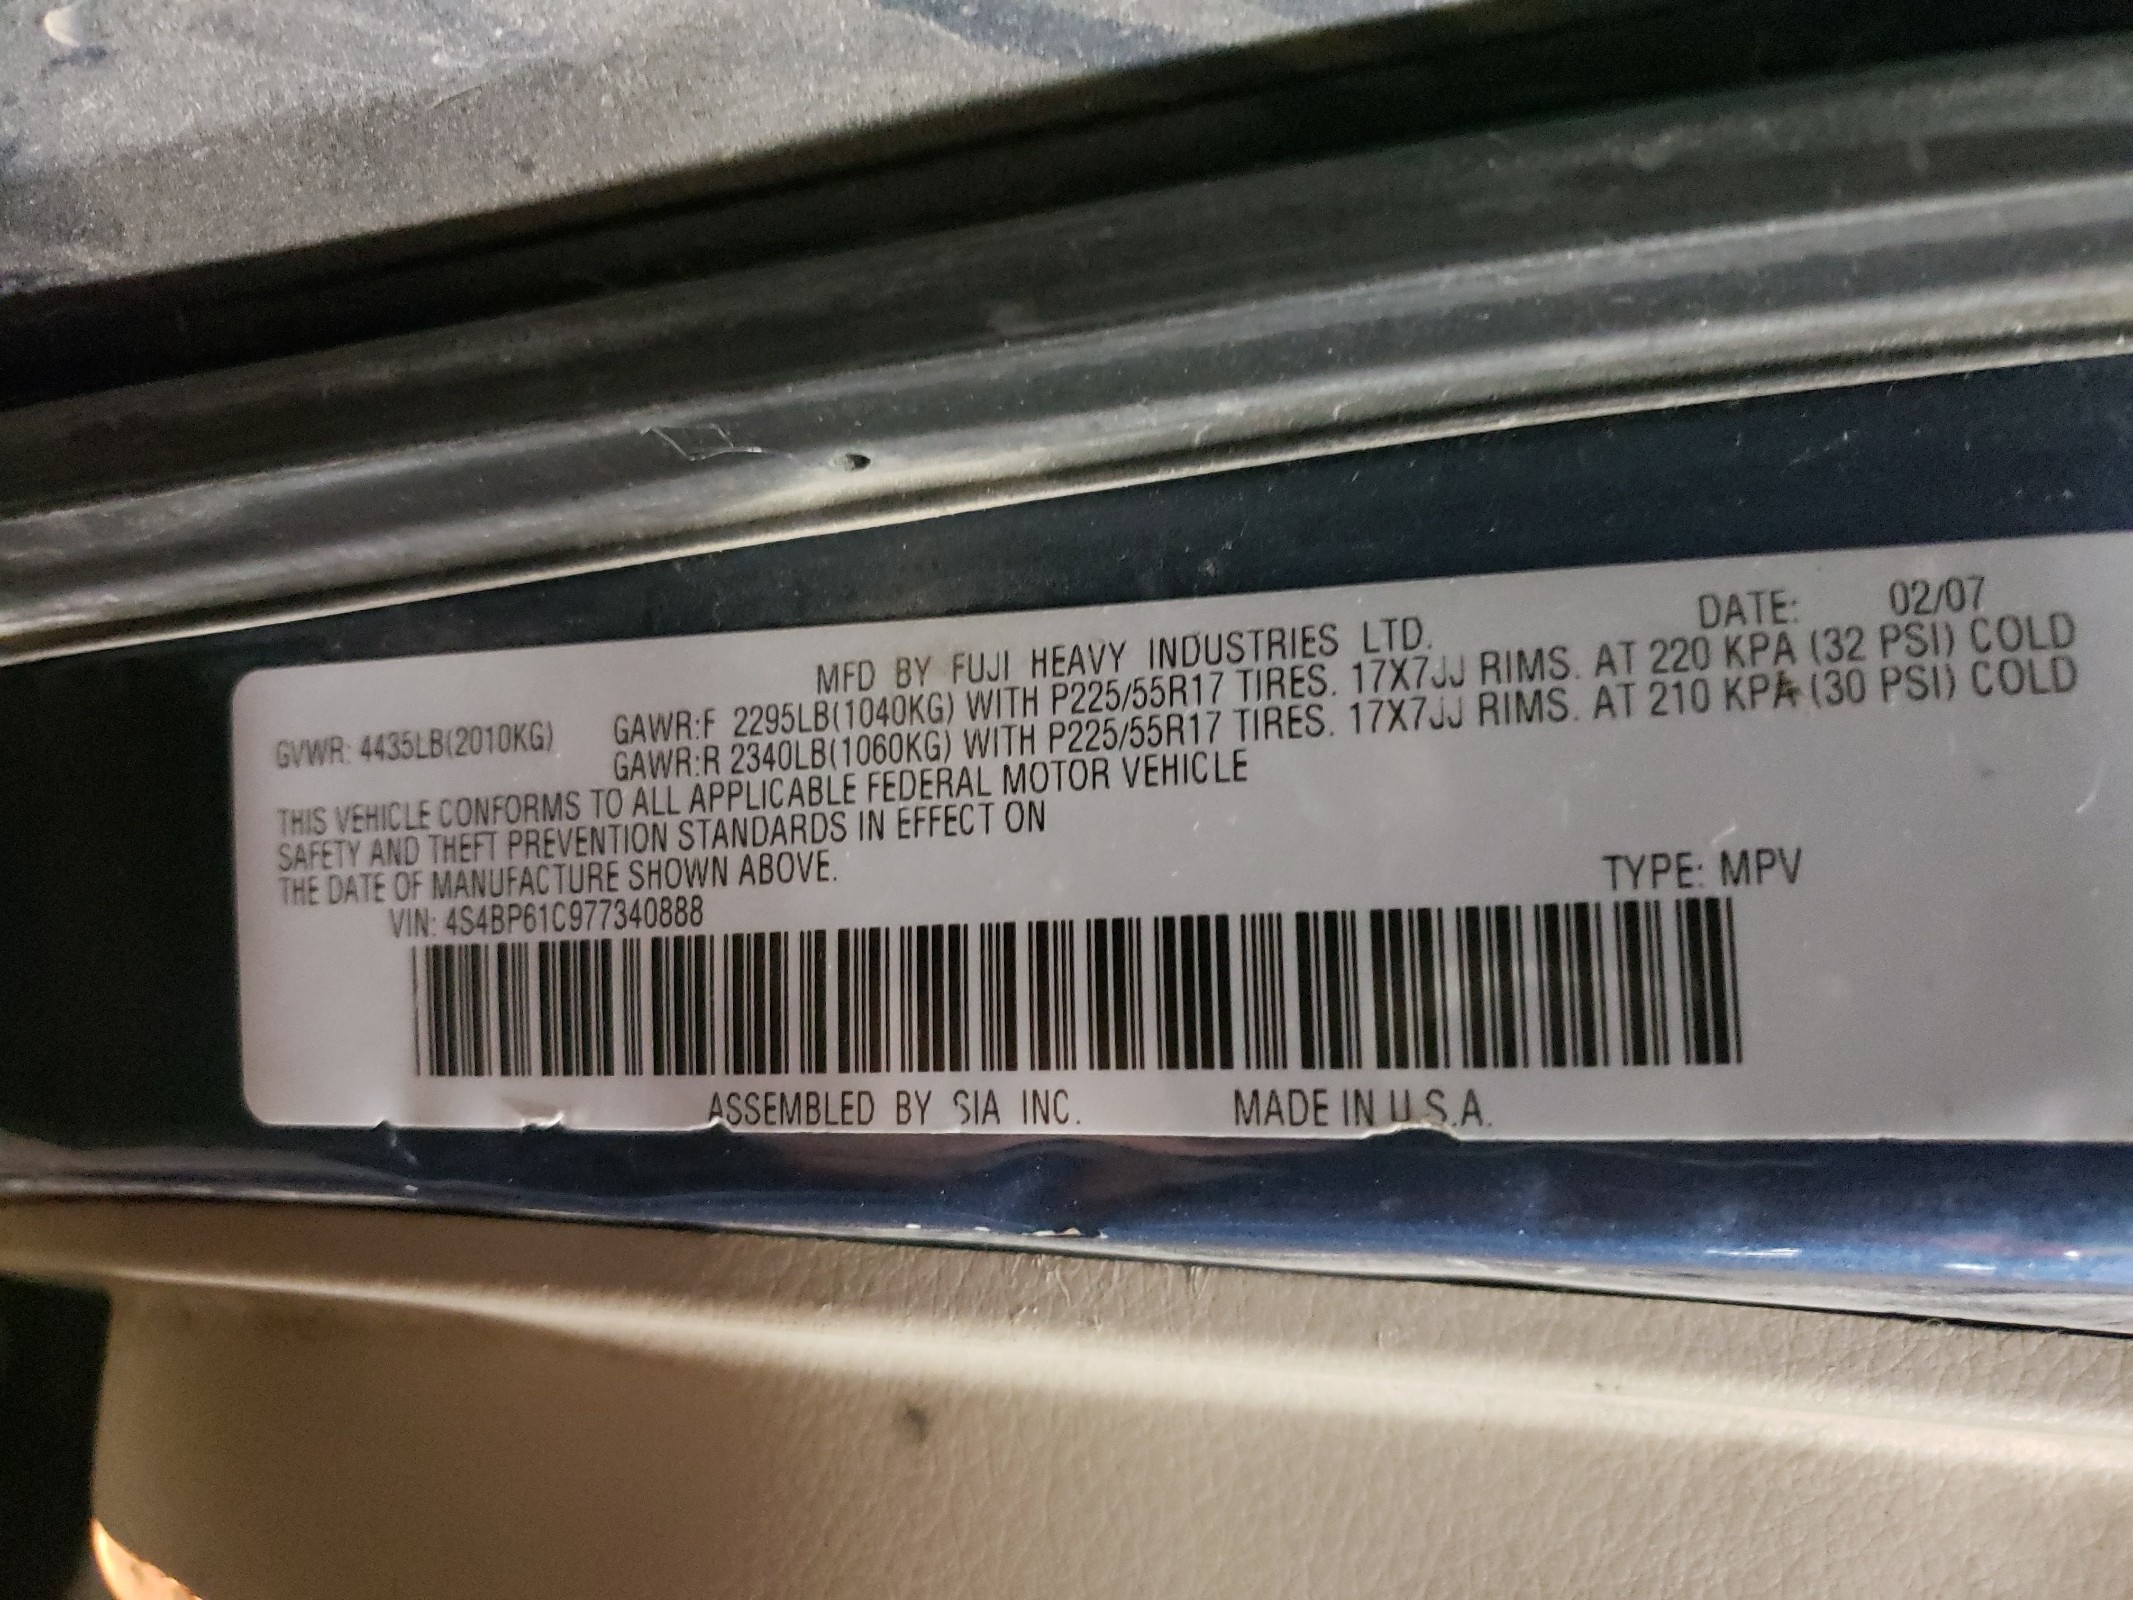 MFD BY FUJI HEAVY INDUSTRIES LTD. DATE: 02/07
GVWR: 4435LB(2010KG) GAWR:F 2295LB(1040KG) WITH P225/55R17 TIRES. 17X7JJ RIMS. AT 220 KPA (32 PSI) COLD
GAWR:R 2340LB(1060KG) WITH P225/55R17 TIRES. 17X7JJ RIMS. AT 210 KPA (30 PSI) COLD
THIS VEHICLE CONFORMS TO ALL APPLICABLE FEDERAL MOTOR VEHICLE
SAFETY AND THEFT PREVENTION STANDARDS IN EFFECT ON
THE DATE OF MANUFACTURE SHOWN ABOVE.
VIN: 4S4BP61C977340888 TYPE: MPV
ASSEMBLED BY SIA INC. MADE IN U.S.A.